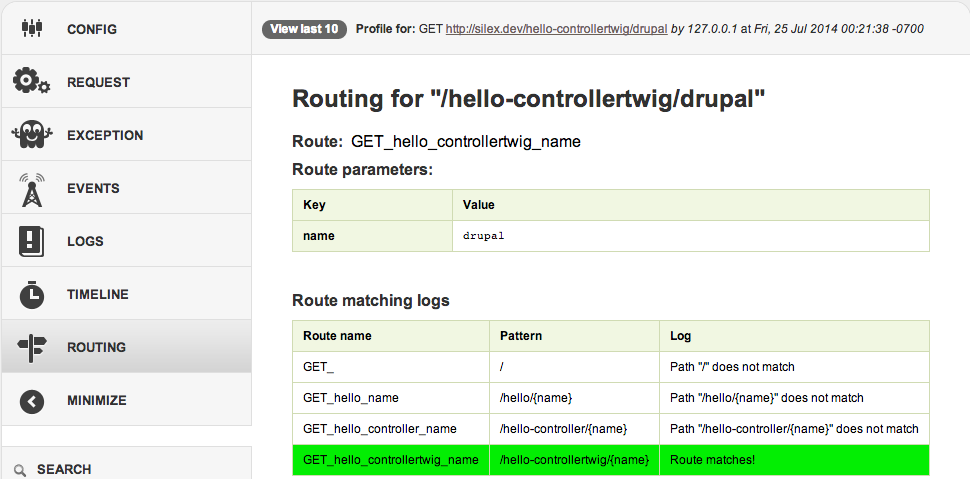 CONFIG
REQUEST
EXCEPTION
EVENTS
LOGS
TIMELINE
ROUTING
MINIMIZE
SEARCH
View last 10 Profile for: GET http://silex.dev/hello-controllertwig/drupal by 127.0.0.1 at Fri, 25 Jul 2014 00:21:38 -0700
Routing for "/hello-controllertwig/drupal"
Route: GET_hello_controllertwig_name
Route parameters:
Key Value
name drupal
Route matching logs
Route name Pattern Log
GET_ / Path "/" does not match
GET_hello_name /hello/{name} Path "/hello/{name}" does not match
GET_hello_controller_name /hello-controller/{name} Path "/hello-controller/{name}" does not match
GET_hello_controllertwig_name /hello-controllertwig/{name} Route matches!